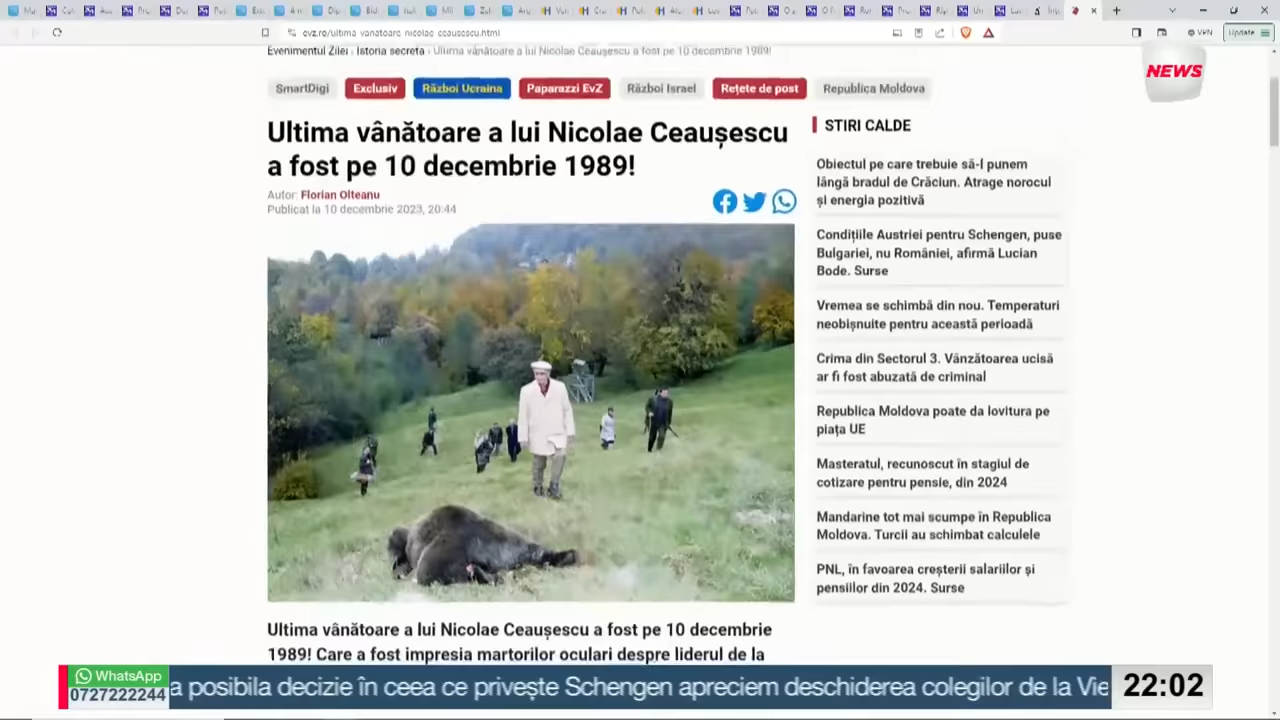 evz.ro/ultima_vanatoare_nicolae_ceausescu.html
VPN
Update
Evenimentul Zilei › Istoria secreta › Ultima vânătoare a lui Nicolae Ceaușescu a fost pe 10 decembrie 1989!
NEWS
SmartDigi
Exclusiv
Război Ucraina
Paparazzi EvZ
Război Israel
Rețete de post
Republica Moldova
Ultima vânătoare a lui Nicolae Ceaușescu
a fost pe 10 decembrie 1989!
Autor: Florian Olteanu
Publicat la 10 decembrie 2023, 20:44
STIRI CALDE
Obiectul pe care trebuie să-l punem
lângă bradul de Crăciun. Atrage norocul
și energia pozitivă
Condițiile Austriei pentru Schengen, puse
Bulgariei, nu României, afirmă Lucian
Bode. Surse
Vremea se schimbă din nou. Temperaturi
neobișnuite pentru această perioadă
Crima din Sectorul 3. Vânzătoarea ucisă
ar fi fost abuzată de criminal
Republica Moldova poate da lovitura pe
piața UE
Masteratul, recunoscut în stagiul de
cotizare pentru pensie, din 2024
Mandarine tot mai scumpe în Republica
Moldova. Turcii au schimbat calculele
PNL, în favoarea creșterii salariilor și
pensiilor din 2024. Surse
Ultima vânătoare a lui Nicolae Ceaușescu a fost pe 10 decembrie
1989! Care a fost impresia martorilor oculari despre liderul de la
WhatsApp
0727222244
a posibila decizie în ceea ce privește Schengen apreciem deschiderea colegilor de la Vie
22:02